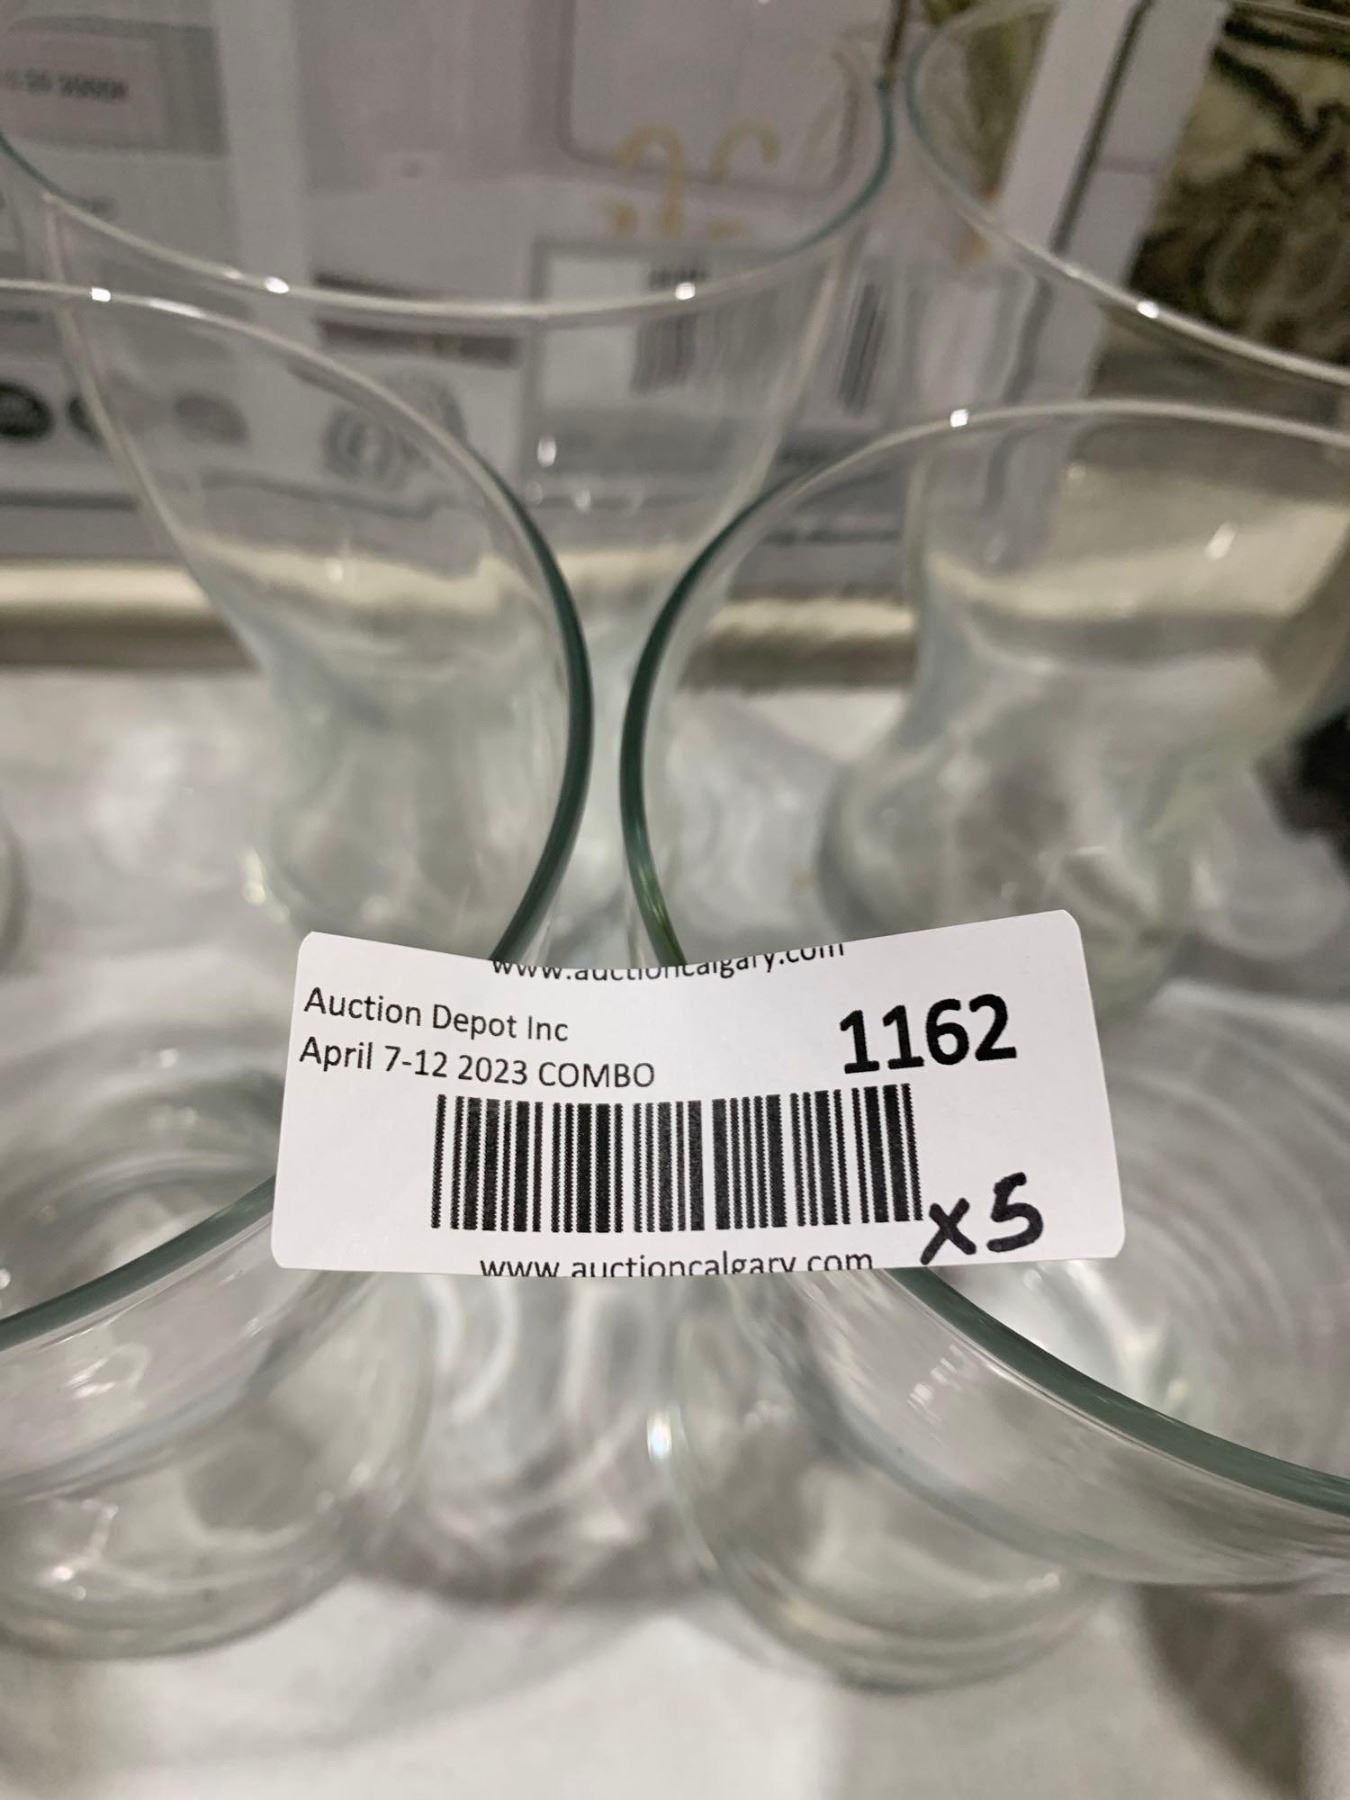 www.auctioncalgary.com
Auction Depot Inc
1162
April 7-12 2023 COMBO
x5
www.auctioncalgary.com